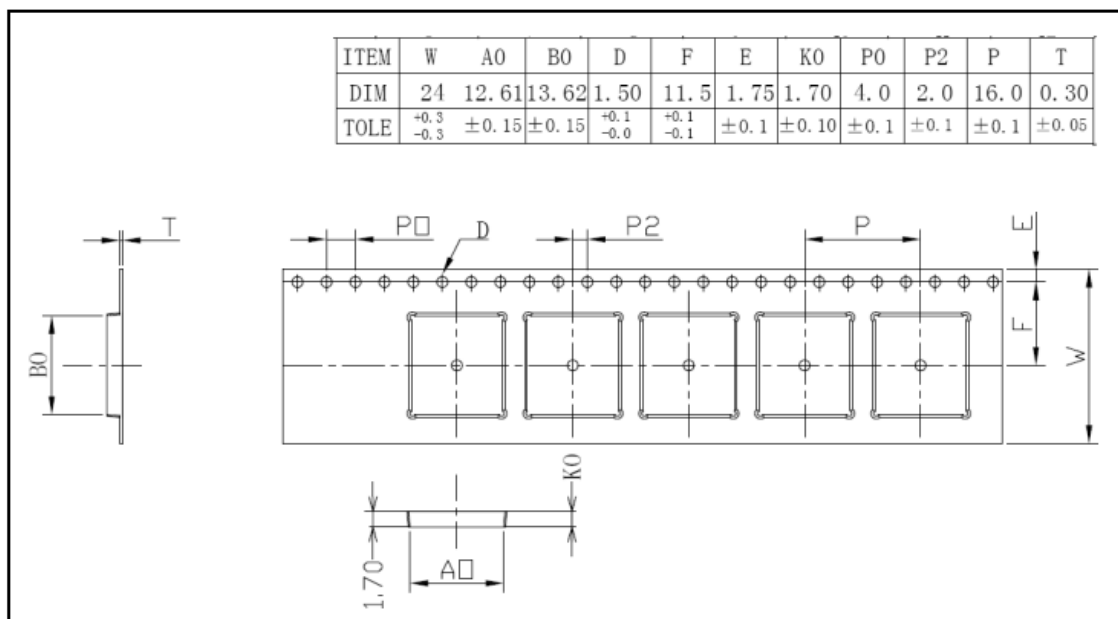 ITEM W A0 B0 D F E K0 P0 P2 P T
DIM 24 12.61 13.62 1.50 11.5 1.75 1.70 4.0 2.0 16.0 0.30
TOLE +0.3 -0.3 ±0.15 ±0.15 +0.1 -0.0 +0.1 -0.1 ±0.1 ±0.10 ±0.1 ±0.1 ±0.1 ±0.05
T
P0
D
P2
P
E
F
W
B0
K0
1.70
A0